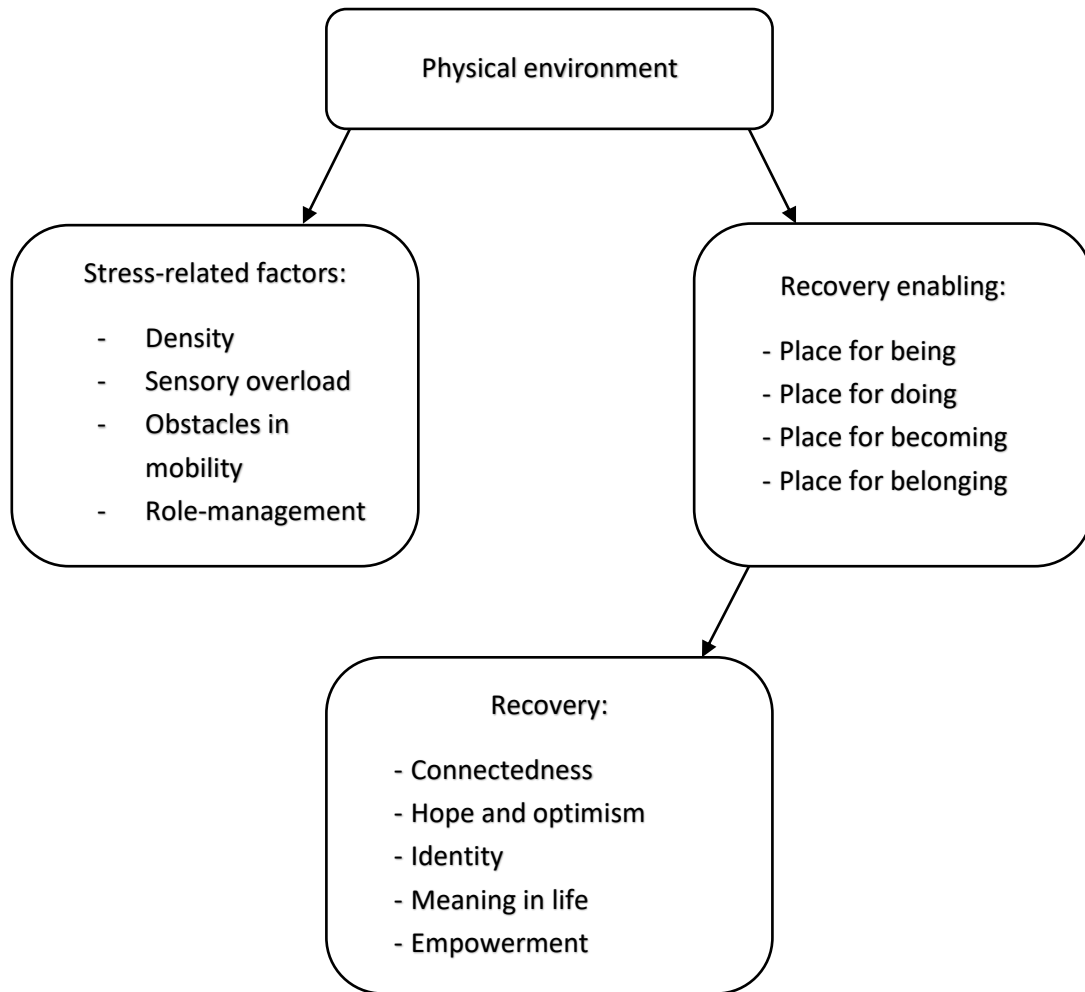 Physical environment
Stress-related factors:
- Density
- Sensory overload
- Obstacles in
mobility
- Role-management
Recovery enabling:
- Place for being
- Place for doing
- Place for becoming
- Place for belonging
Recovery:
- Connectedness
- Hope and optimism
- Identity
- Meaning in life
- Empowerment